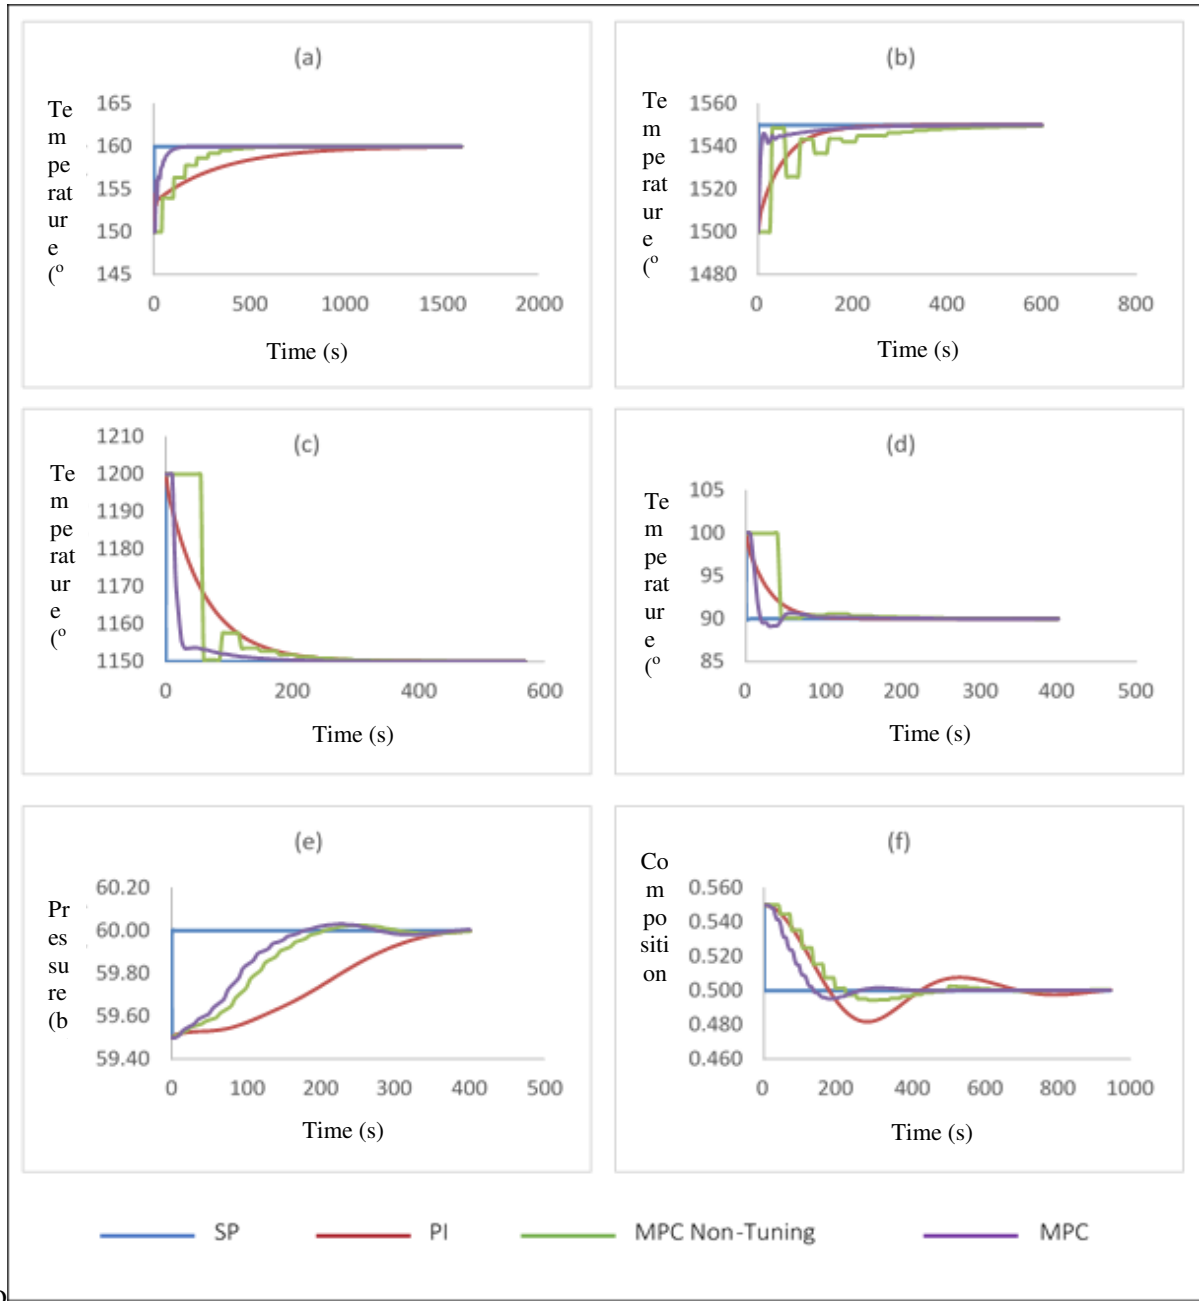 (a)
Te
m
pe
rat
ur
e
(o
165
160
155
150
145
0 500 1000 1500 2000
Time (s)
(b)
Te
m
pe
rat
ur
e
(o
1560
1540
1520
1500
1480
0 200 400 600 800
Time (s)
(c)
Te
m
pe
rat
ur
e
(o
1210
1200
1190
1180
1170
1160
1150
0 200 400 600
Time (s)
(d)
Te
m
pe
rat
ur
e
(o
105
100
95
90
85
0 100 200 300 400 500
Time (s)
(e)
Pr
es
su
re
(b
60.20
60.00
59.80
59.60
59.40
0 100 200 300 400 500
Time (s)
(f)
Co
m
po
siti
on
0.560
0.540
0.520
0.500
0.480
0.460
0 200 400 600 800 1000
Time (s)
SP PI MPC Non-Tuning MPC